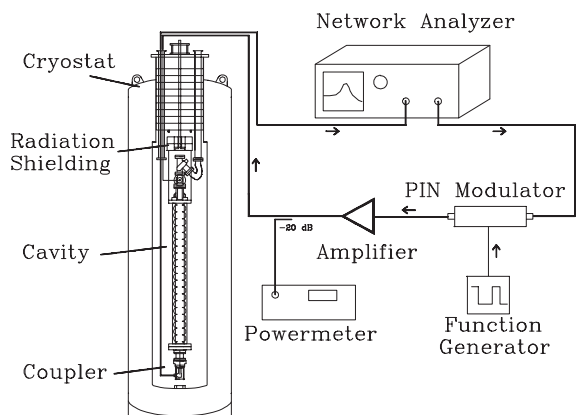 Network Analyzer
Cryostat
Radiation
Shielding
PIN Modulator
-20 dB
Amplifier
Cavity
Powermeter
Function
Generator
Coupler